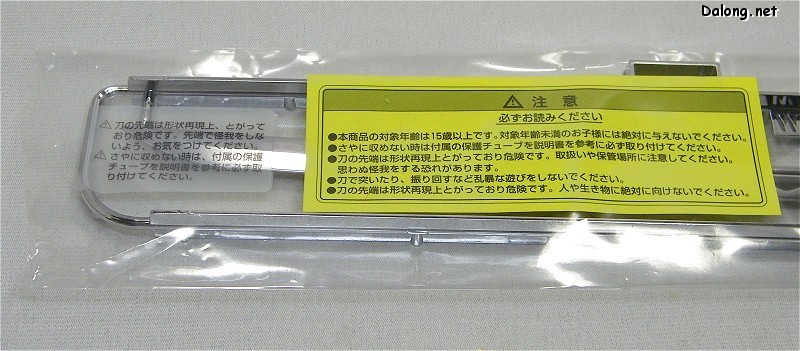 Dalong.net
⚠ 注意
必ずお読みください
●本商品の対象年齢は15歳以上です。対象年齢未満のお子様には絶対に与えないでください。
●さやに収めない時は付属の保護チューブを説明書を参考に必ず取り付けてください。
●刀の先端は形状再現上とがっており危険です。取扱いや保管場所に注意してください。
思わぬ怪我をする恐れがあります。
●刀で突いたり、振り回すなど乱暴な遊びをしないでください。
●刀の先端は形状再現上とがっており危険です。人や生き物に絶対に向けないでください。
⚠刀の先端は形状再現上、とがって
おり危険です。先端で怪我をしな
いよう、お気をつけてください。
⚠さやに収めない時は、付属の保護
チューブを説明書を参考に必ず取
り付けてください。